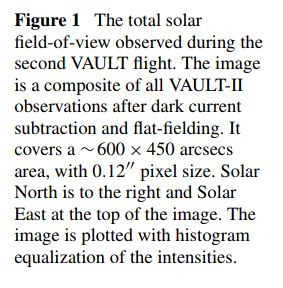 Figure 1 The total solar
field-of-view observed during the
second VAULT flight. The image
is a composite of all VAULT-II
observations after dark current
subtraction and flat-fielding. It
covers a ~ 600 × 450 arcsecs
area, with 0.12″ pixel size. Solar
North is to the right and Solar
East at the top of the image. The
image is plotted with histogram
equalization of the intensities.